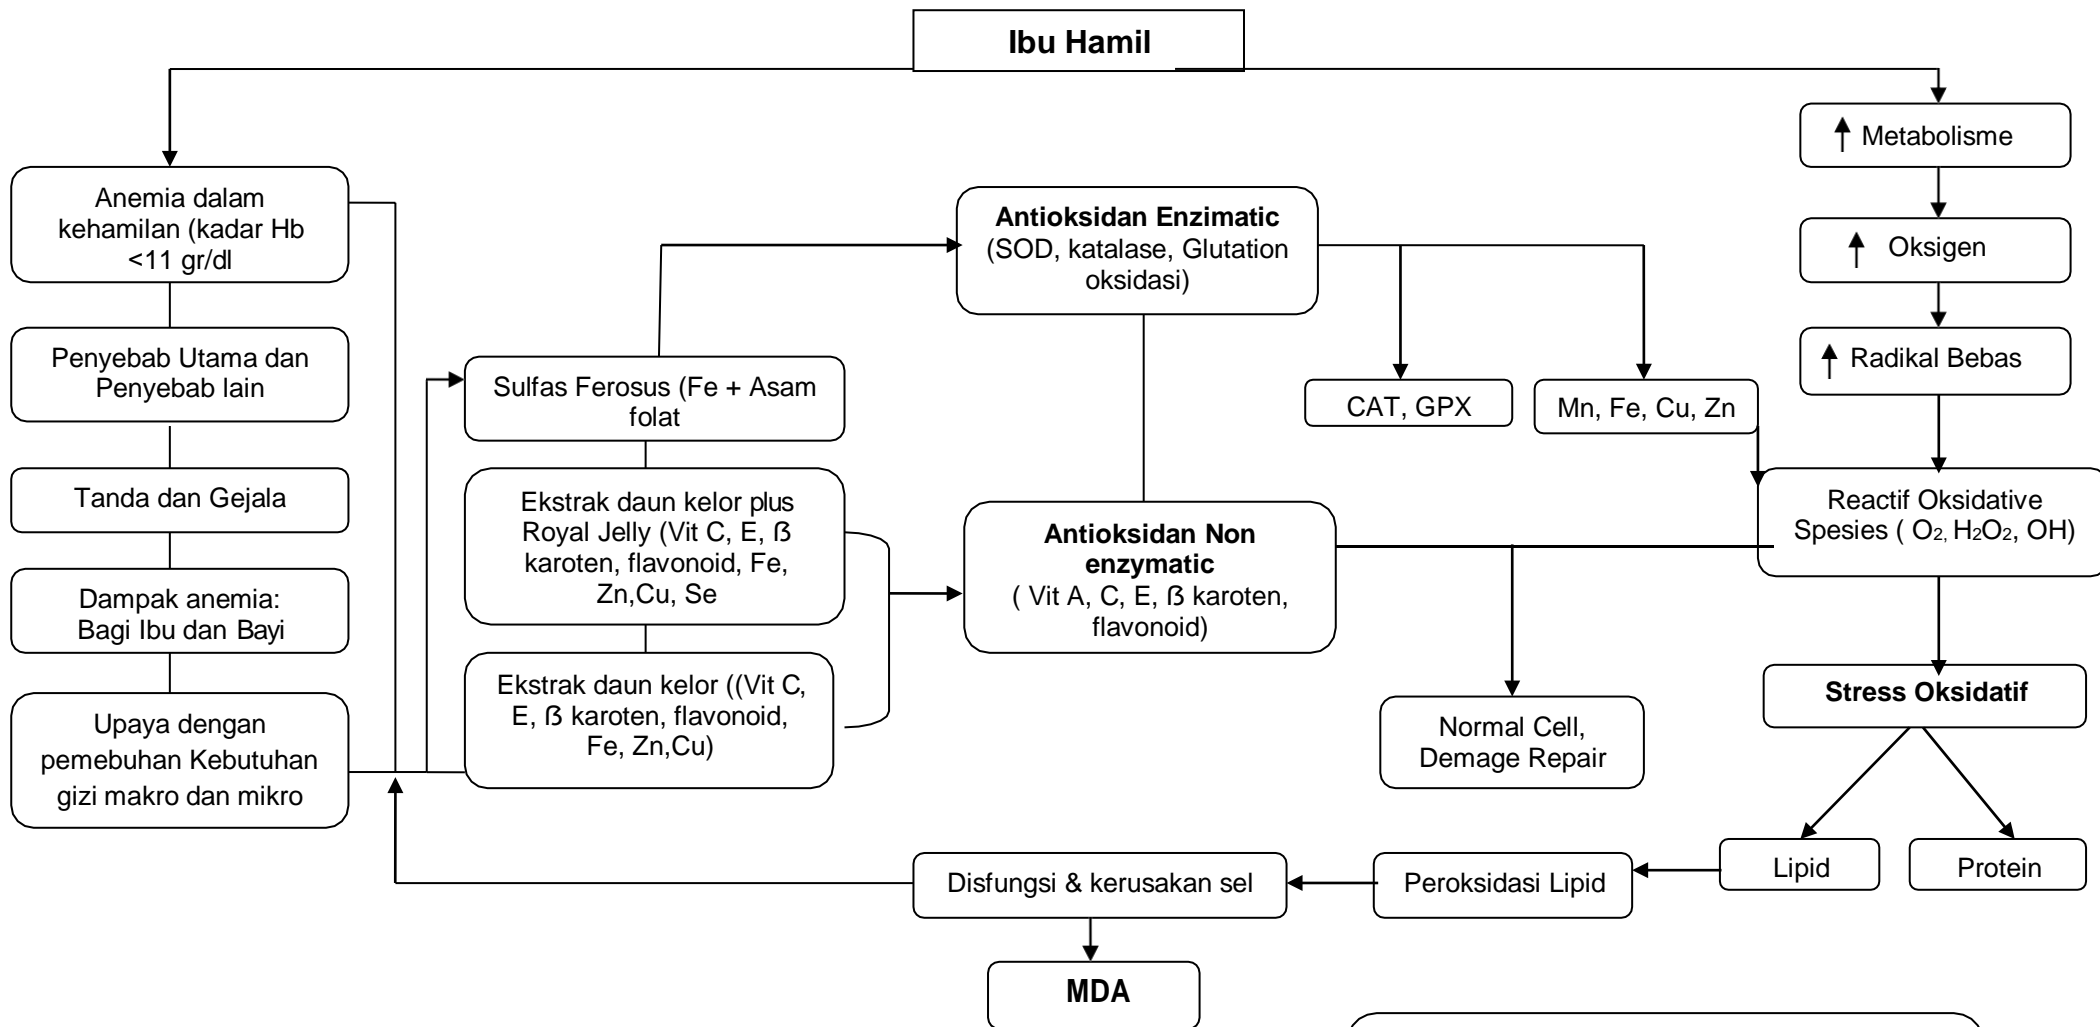 Ibu Hamil
Anemia dalam
kehamilan (kadar Hb
<11 gr/dl
Penyebab Utama dan
Penyebab lain
Tanda dan Gejala
Dampak anemia:
Bagi Ibu dan Bayi
Upaya dengan
pemebuhan Kebutuhan
gizi makro dan mikro
Sulfas Ferosus (Fe + Asam
folat
Ekstrak daun kelor plus
Royal Jelly (Vit C, E, ẞ
karoten, flavonoid, Fe,
Zn,Cu, Se
Ekstrak daun kelor ((Vit C,
E, ẞ karoten, flavonoid,
Fe, Zn,Cu)
Antioksidan Enzimatic
(SOD, katalase, Glutation
oksidasi)
Antioksidan Non
enzymatic
( Vit A, C, E, ẞ karoten,
flavonoid)
CAT, GPX
Mn, Fe, Cu, Zn
Normal Cell,
Demage Repair
Metabolisme
Oksigen
Radikal Bebas
Reactif Oksidative
Spesies ( O₂, H₂O₂, OH)
Stress Oksidatif
Lipid
Protein
Peroksidasi Lipid
Disfungsi & kerusakan sel
MDA